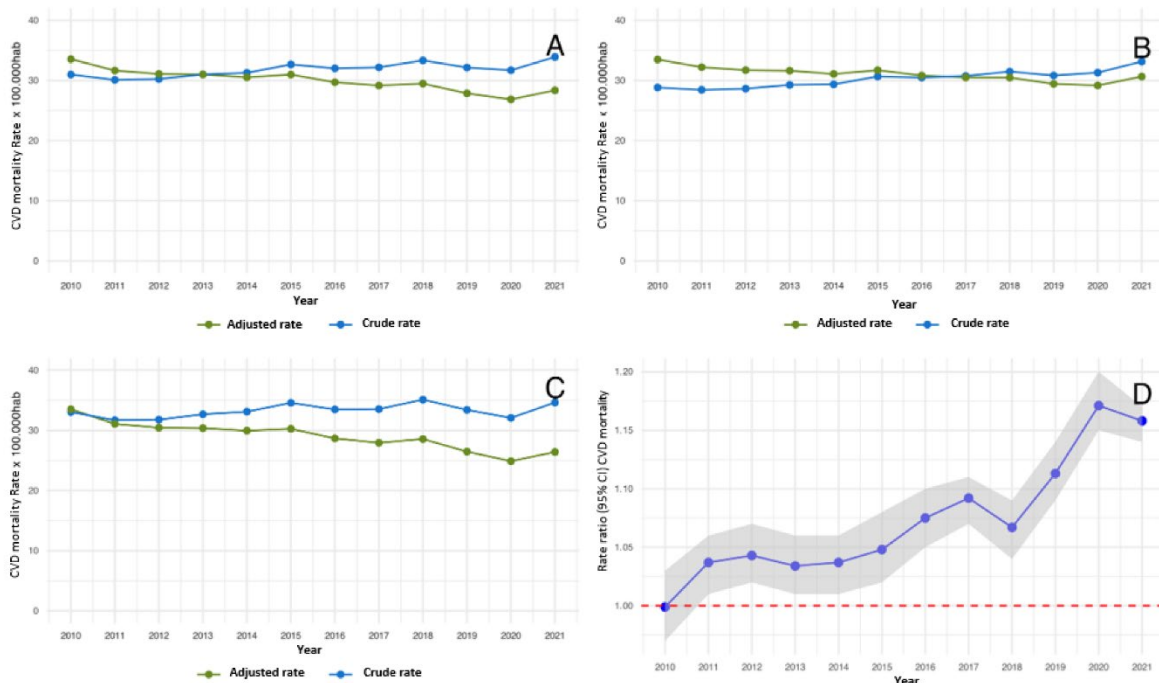 A
CVD mortality Rate x 100.000hab
40
30
20
10
0
2010 2011 2012 2013 2014 2015 2016 2017 2018 2019 2020 2021
Year
Adjusted rate Crude rate
B
CVD mortality Rate x 100.000hab
40
30
20
10
0
2010 2011 2012 2013 2014 2015 2016 2017 2018 2019 2020 2021
Year
Adjusted rate Crude rate
C
CVD mortality Rate x 100.000hab
40
30
20
10
0
2010 2011 2012 2013 2014 2015 2016 2017 2018 2019 2020 2021
Year
Adjusted rate Crude rate
D
Rate ratio (95% CI) CVD mortality
1.20
1.15
1.10
1.05
1.00
2010 2011 2012 2013 2014 2015 2016 2017 2018 2019 2020 2021
Year